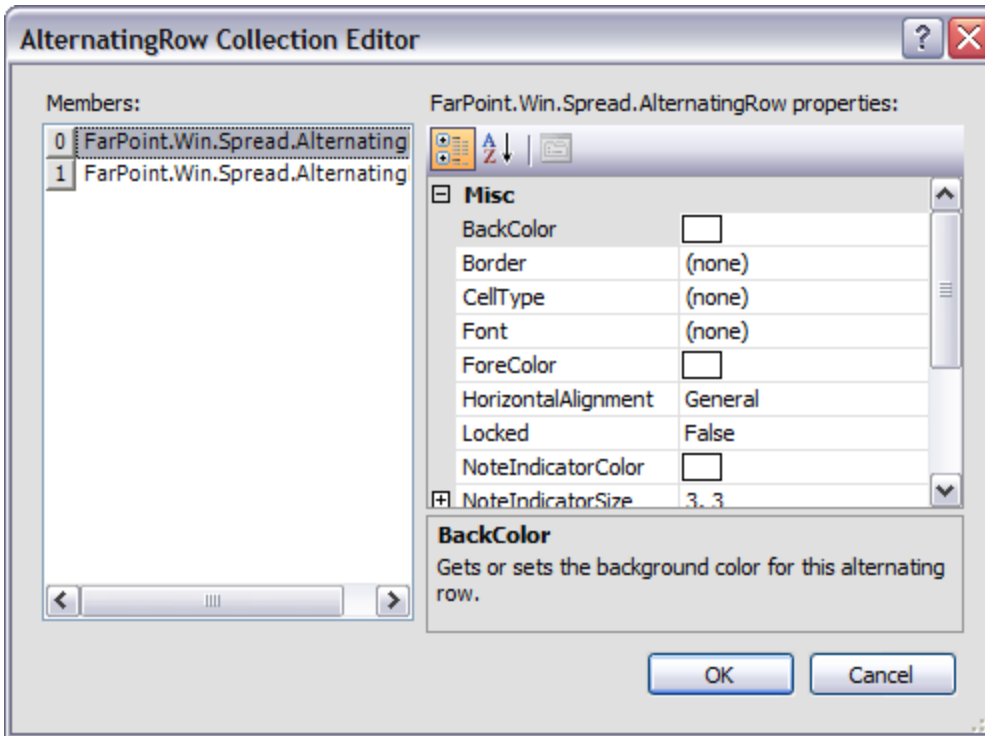 AlternatingRow Collection Editor
Members:
0 FarPoint.Win.Spread.Alternating
1 FarPoint.Win.Spread.Alternating
FarPoint.Win.Spread.AlternatingRow properties:
Misc
BackColor
Border (none)
CellType (none)
Font (none)
ForeColor
HorizontalAlignment General
Locked False
NoteIndicatorColor
NoteIndicatorSize 3, 3
BackColor
Gets or sets the background color for this alternating
row.
OK Cancel